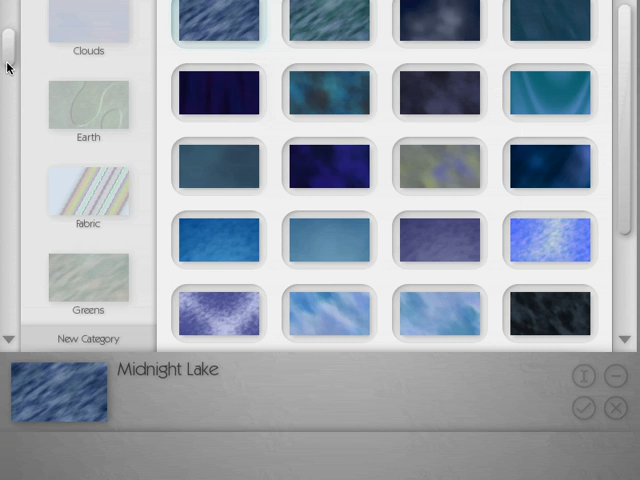 Clouds
Earth
Fabric
Greens
New Category
Midnight Lake